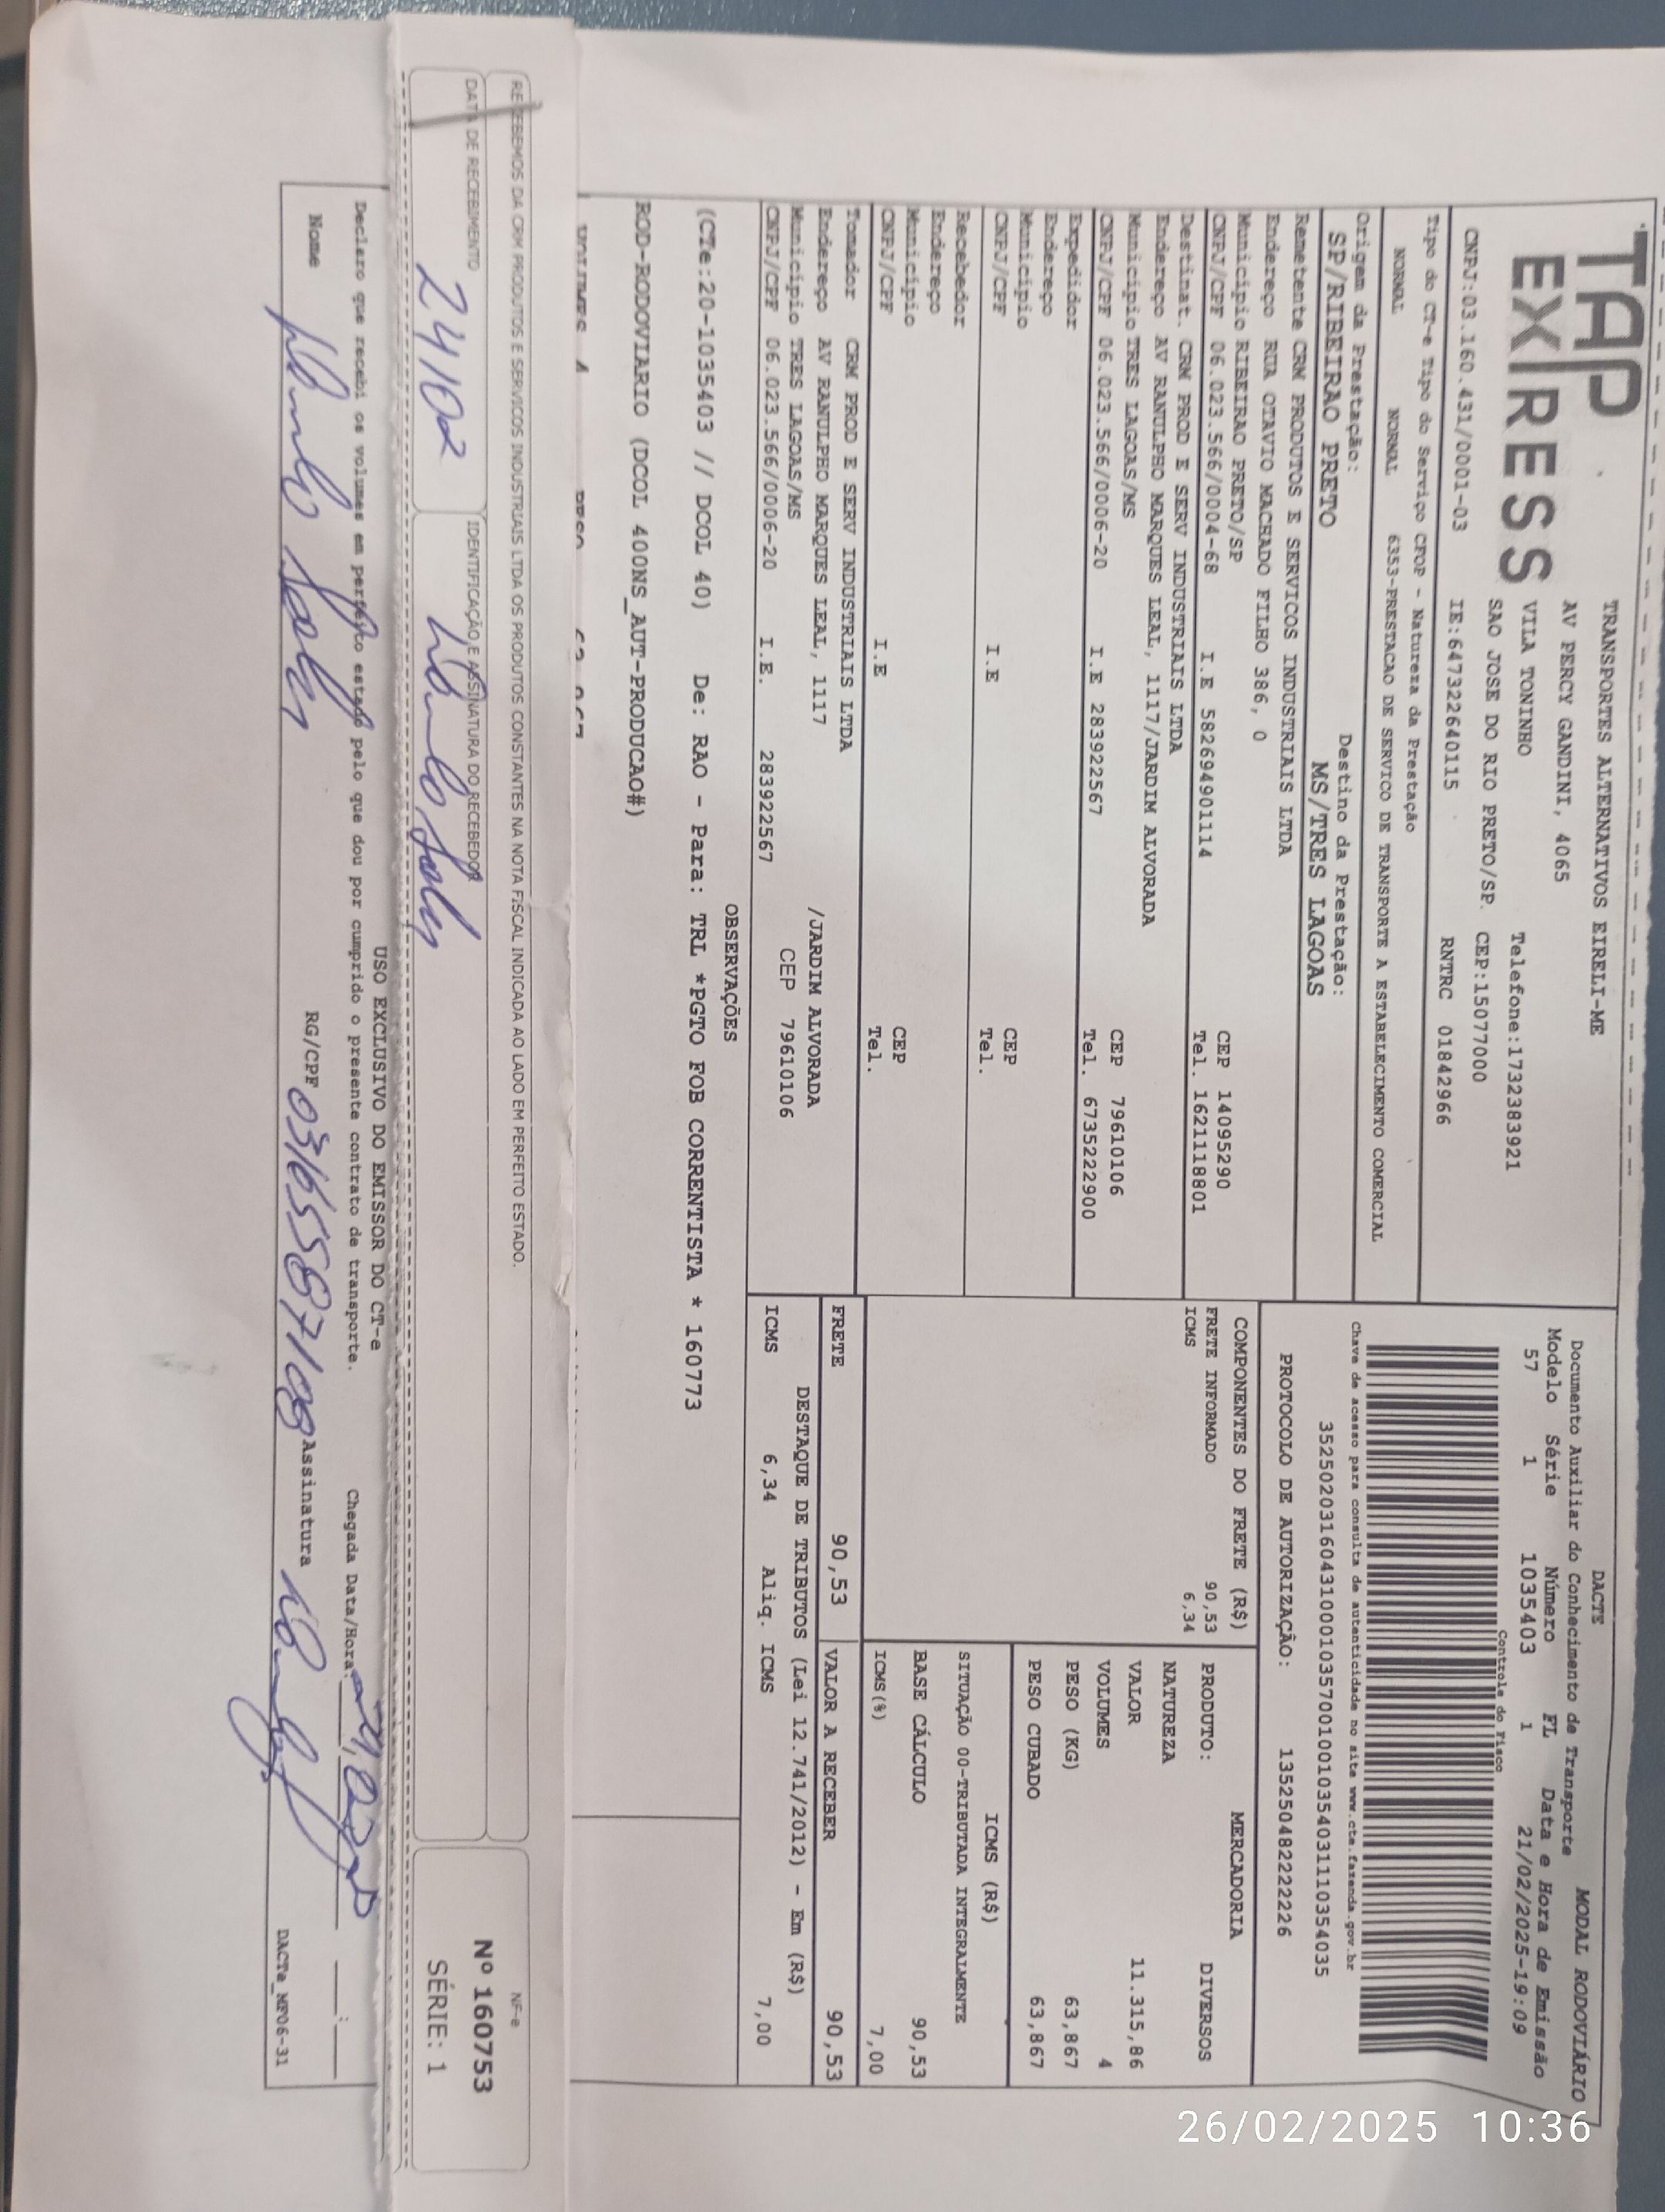 TAP
EXPRESS
TRANSPORTES ALTERNATIVOS EIRELI-ME
AV PERCY GANDINI, 4065
VILA TONINHO Telefone:1732383921
SAO JOSE DO RIO PRETO/SP. CEP:15077000
CNPJ:03.160.431/0001-03 IE:647322640115 RNTRC 01842966
Tipo do CT-e Tipo do Serviço CFOP - Natureza da Prestação
NORMAL NORMAL 6353-PRESTACAO DE SERVICO DE TRANSPORTE A ESTABELECIMENTO COMERCIAL
Origem da Prestação: Destino da Prestação:
SP/RIBEIRAO PRETO MS/TRES LAGOAS
DACTE MODAL RODOVIÁRIO
Documento Auxiliar do Conhecimento de Transporte
Modelo Série Número FL Data e Hora de Emissão
57 1 1035403 1 21/02/2025-19:09
Controle do Fisco
Chave de acesso para consulta de autenticidade no site www.cte.fazenda.gov.br
35250203160431000103570010010354031110354035
PROTOCOLO DE AUTORIZAÇÃO: 135250482222226
Remetente CRM PRODUTOS E SERVICOS INDUSTRIAIS LTDA
Endereço RUA OTAVIO MACHADO FILHO 386, 0
Município RIBEIRAO PRETO/SP CEP 14095290
CNPJ/CPF 06.023.566/0004-68 I.E 582694901114 Tel. 1621118801
Destinat. CRM PROD E SERV INDUSTRIAIS LTDA
Endereço AV RANULPHO MARQUES LEAL, 1117/JARDIM ALVORADA
Município TRES LAGOAS/MS CEP 79610106
CNPJ/CPF 06.023.566/0006-20 I.E 283922567 Tel. 6735222900
Expedidor
Endereço
Município CEP
CNPJ/CPF I.E Tel.
Recebedor
Endereço
Município CEP
CNPJ/CPF I.E Tel.
Tomador CRM PROD E SERV INDUSTRIAIS LTDA
Endereço AV RANULPHO MARQUES LEAL, 1117 /JARDIM ALVORADA
Município TRES LAGOAS/MS CEP 79610106
CNPJ/CPF 06.023.566/0006-20 I.E. 283922567
COMPONENTES DO FRETE (R$)
FRETE INFORMADO 90,53
ICMS 6,34
MERCADORIA
PRODUTO: DIVERSOS
NATUREZA
VALOR 11.315,86
VOLUMES 4
PESO (KG) 63,867
PESO CUBADO 63,867
ICMS (R$)
SITUAÇÃO 00-TRIBUTADA INTEGRALMENTE
BASE CÁLCULO 90,53
ICMS(%) 7,00
FRETE 90,53 VALOR A RECEBER 90,53
DESTAQUE DE TRIBUTOS (Lei 12.741/2012) - Em (R$)
ICMS 6,34 Aliq. ICMS 7,00
OBSERVAÇÕES
(CTe:20-1035403 // DCOL 40) De: RAO - Para: TRL *PGTO FOB CORRENTISTA * 160773
ROD-RODOVIARIO (DCOL 400NS_AUT-PRODUCAO#)
RECEBEMOS DA CRM PRODUTOS E SERVICOS INDUSTRIAIS LTDA OS PRODUTOS CONSTANTES NA NOTA FISCAL INDICADA AO LADO EM PERFEITO ESTADO.
DATA DE RECEBIMENTO IDENTIFICAÇÃO E ASSINATURA DO RECEBEDOR
24/02
NF-e
Nº 160753
SÉRIE: 1
USO EXCLUSIVO DO EMISSOR DO CT-e
Declaro que recebi os volumes em perfeito estado pelo que dou por cumprido o presente contrato de transporte. Chegada Data/Hora:
Nome RG/CPF 03165587108 Assinatura
DACTe_MF06-31
26/02/2025 10:36